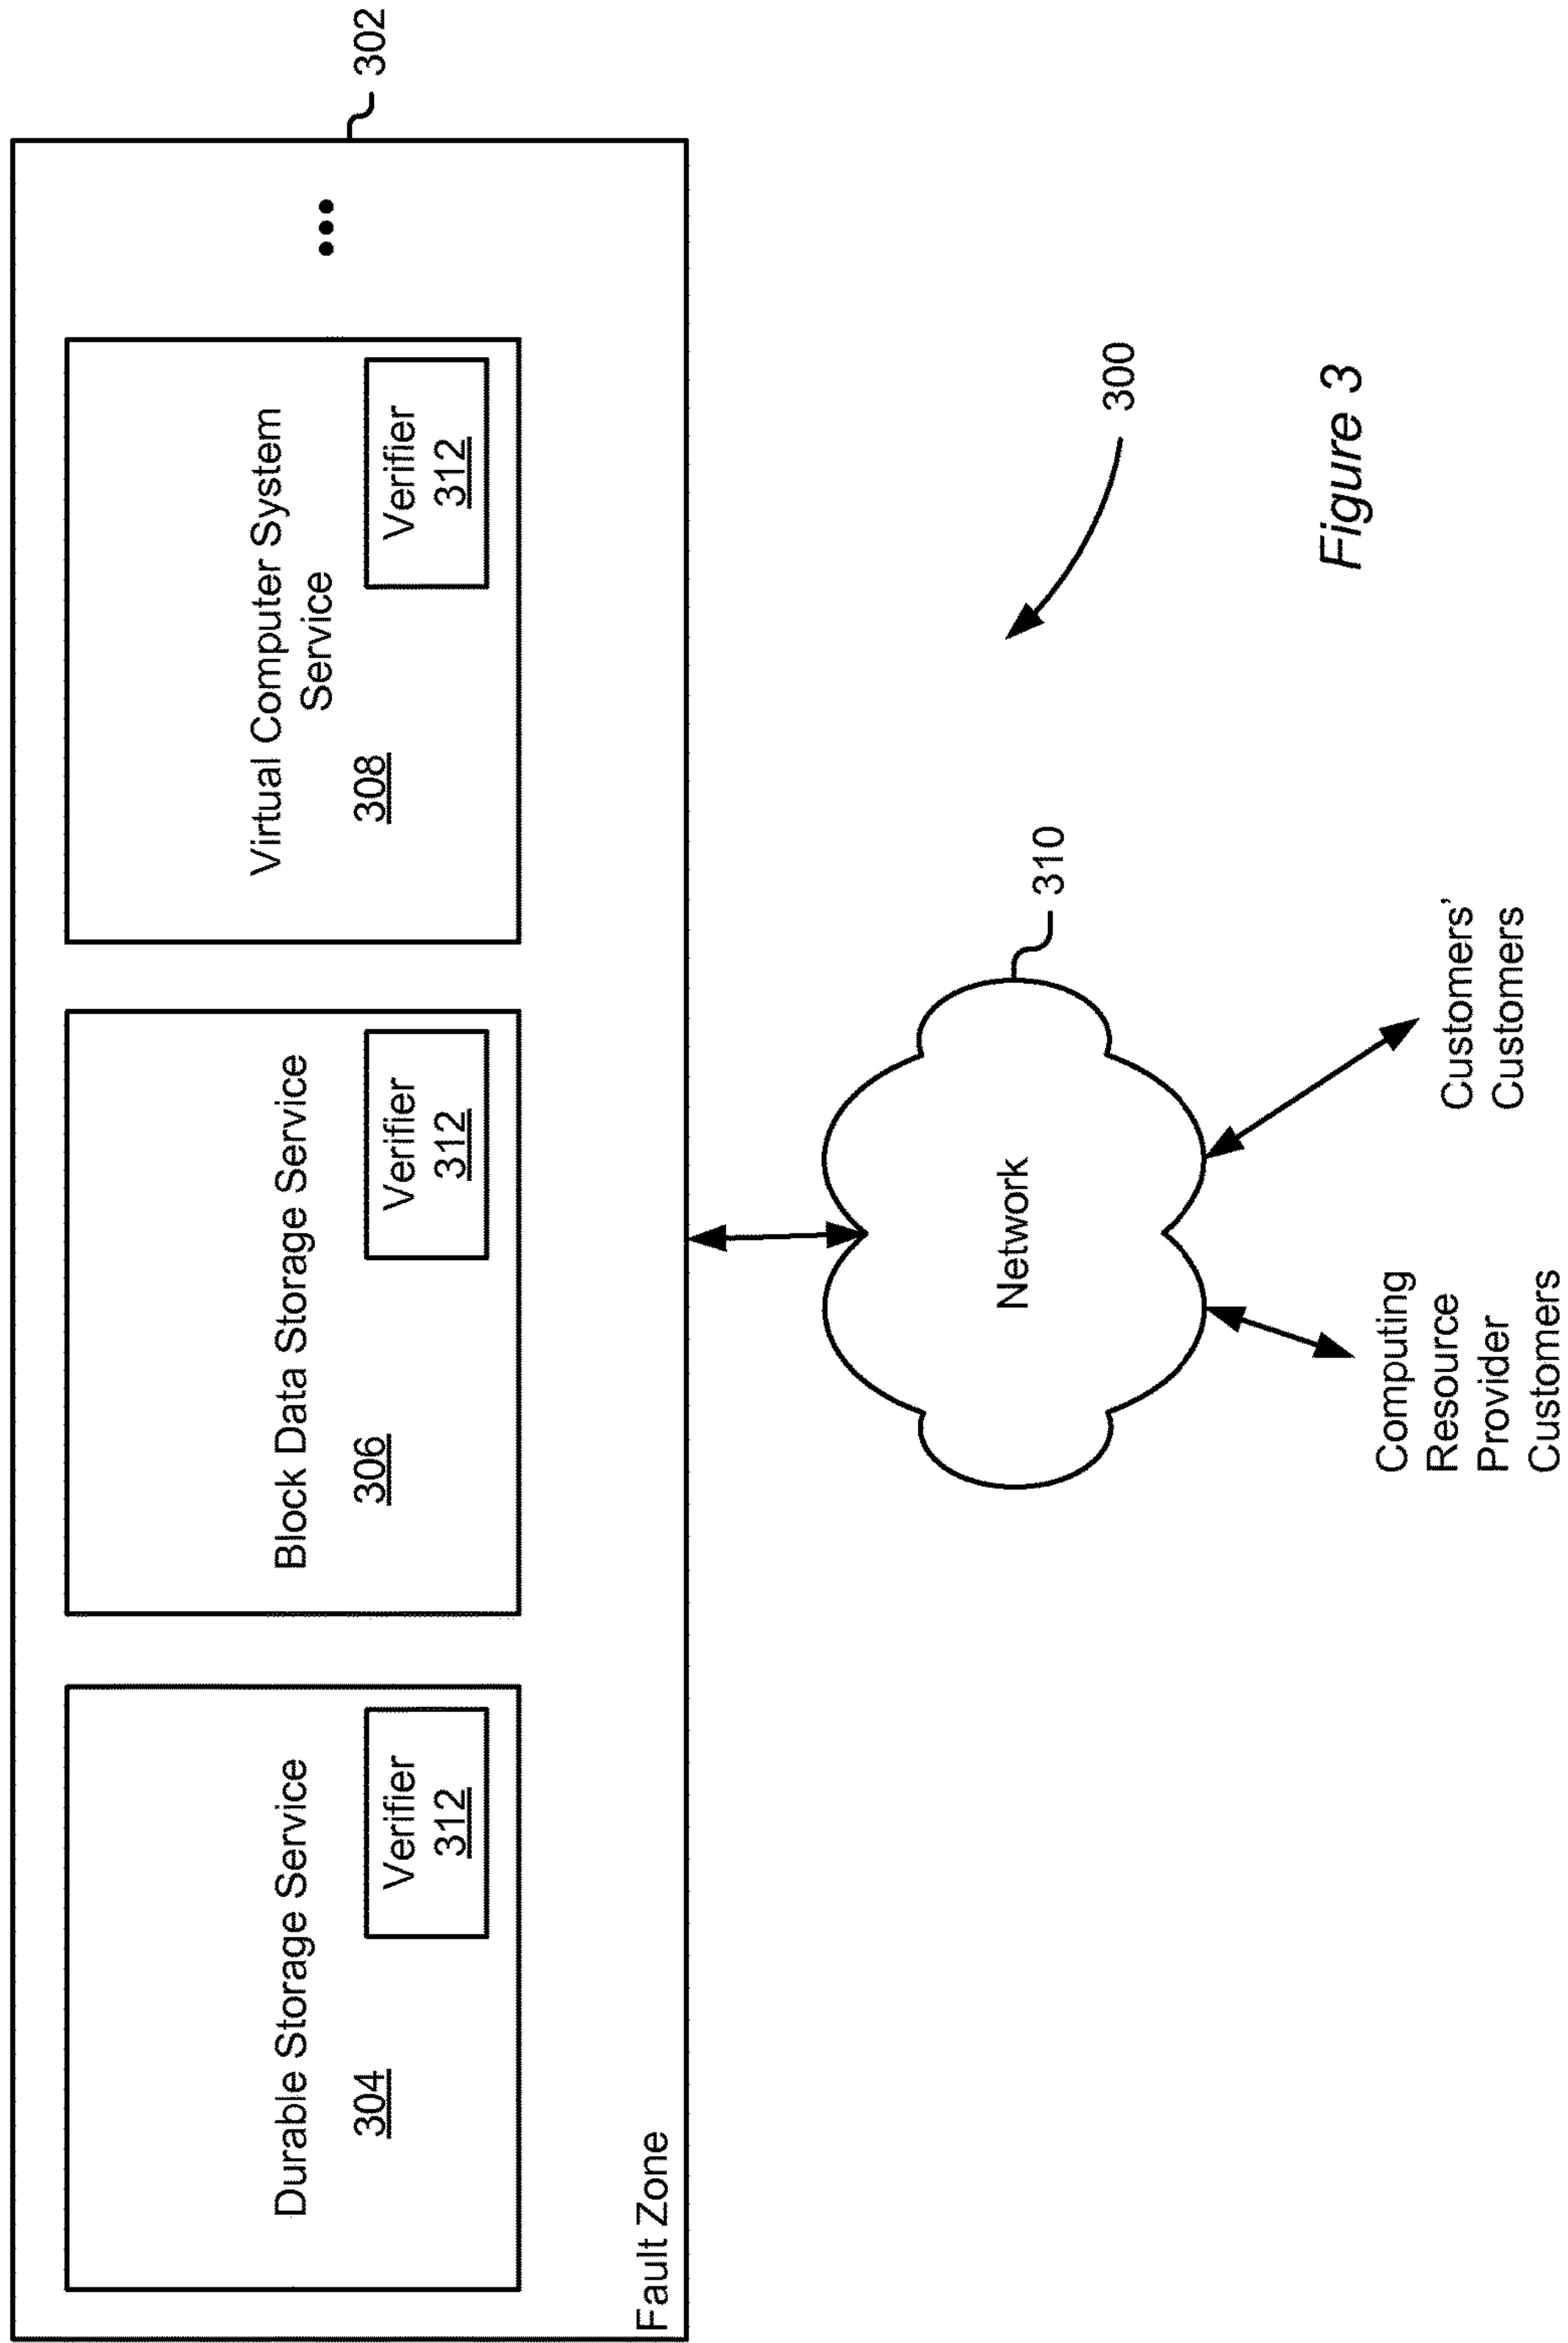 302
Durable Storage Service
304
Verifier
312
Block Data Storage Service
306
Verifier
312
Virtual Computer System
Service
308
Verifier
312
•••
Fault Zone
310
Network
300
Computing
Resource
Provider
Customers
Customers’
Customers
Figure 3